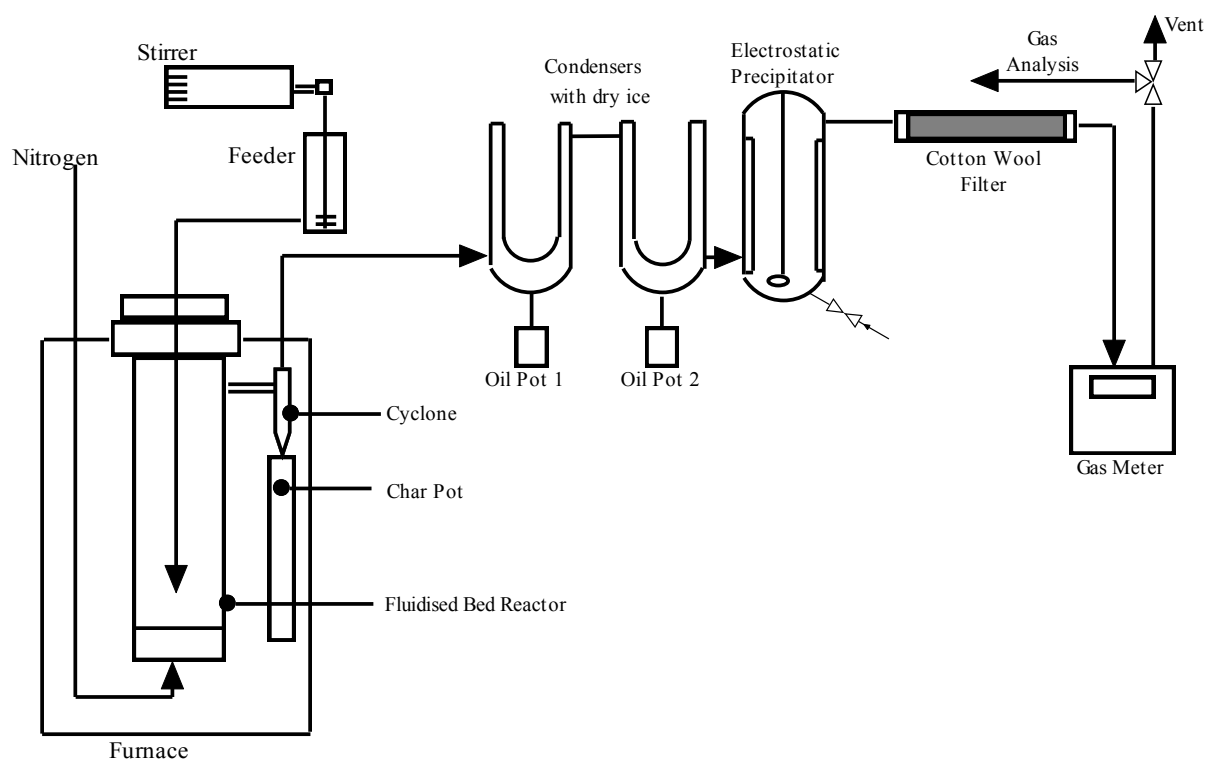 Stirrer
Nitrogen
Feeder
Condensers
with dry ice
Electrostatic
Precipitator
Gas
Analysis
Vent
Cotton Wool
Filter
Oil Pot 1
Oil Pot 2
Cyclone
Char Pot
Gas Meter
Fluidised Bed Reactor
Furnace